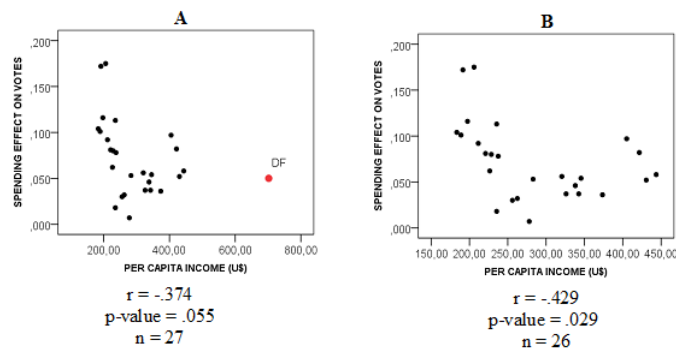 A
SPENDING EFFECT ON VOTES
,200
,150
,100
,050
,000
DF
200,00 400,00 600,00 800,00
PER CAPITA INCOME (U$)
r = -.374
p-value = .055
n = 27
B
SPENDING EFFECT ON VOTES
,200
,150
,100
,050
,000
150,00 200,00 250,00 300,00 350,00 400,00 450,00
PER CAPITA INCOME (U$)
r = -.429
p-value = .029
n = 26